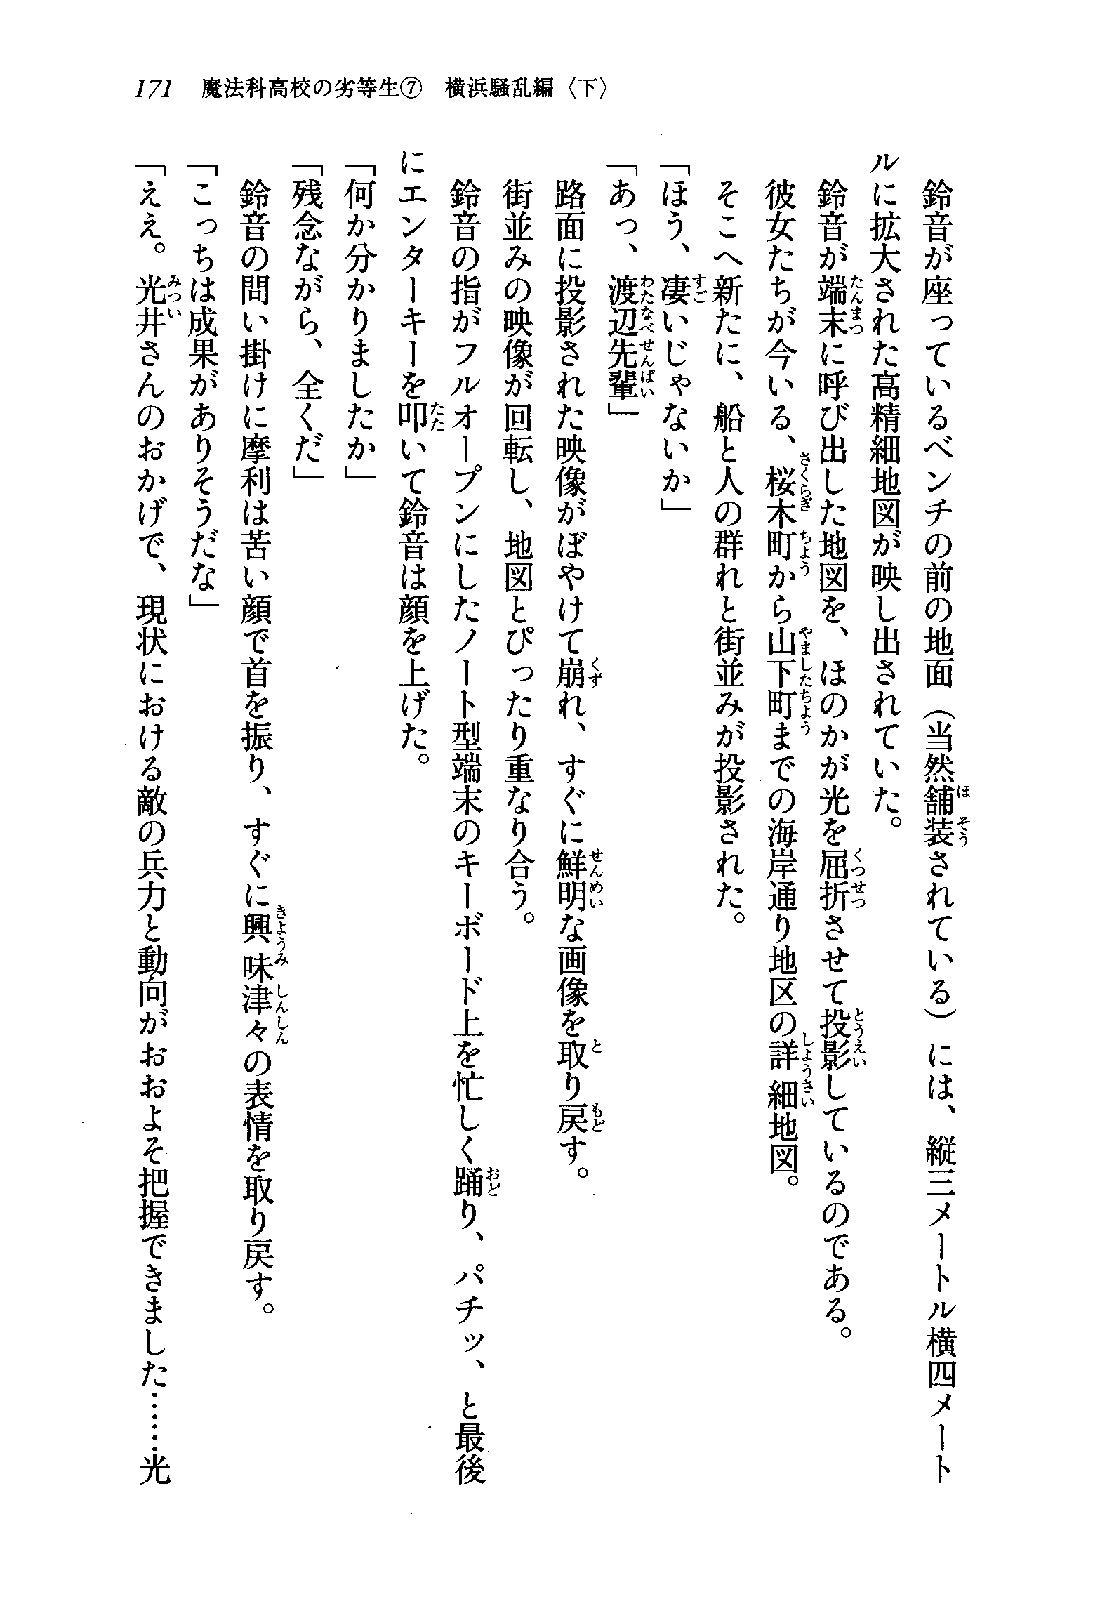 171 魔法科高校の劣等生⑦ 横浜騒乱編〈下〉
鈴音が座っているベンチの前の地面（当然舗装されている）には、縦三メートル横四メート
ルに拡大された高精細地図が映し出されていた。
鈴音が端末に呼び出した地図を、ほのかが光を屈折させて投影しているのである。
彼女たちが今いる、桜木町から山下町までの海岸通り地区の詳細地図。
そこへ新たに、船と人の群れと街並みが投影された。
「ほう、凄いじゃないか」
「あっ、渡辺先輩」
路面に投影された映像がぼやけて崩れ、すぐに鮮明な画像を取り戻す。
街並みの映像が回転し、地図とぴったり重なり合う。
鈴音の指がフルオープンにしたノート型端末のキーボード上を忙しく踊り、パチッ、と最後
にエンターキーを叩いて鈴音は顔を上げた。
「何か分かりましたか」
「残念ながら、全くだ」
鈴音の問い掛けに摩利は苦い顔で首を振り、すぐに興味津々の表情を取り戻す。
「こっちは成果がありそうだな」
「ええ。光井さんのおかげで、現状における敵の兵力と動向がおおよそ把握できました……光